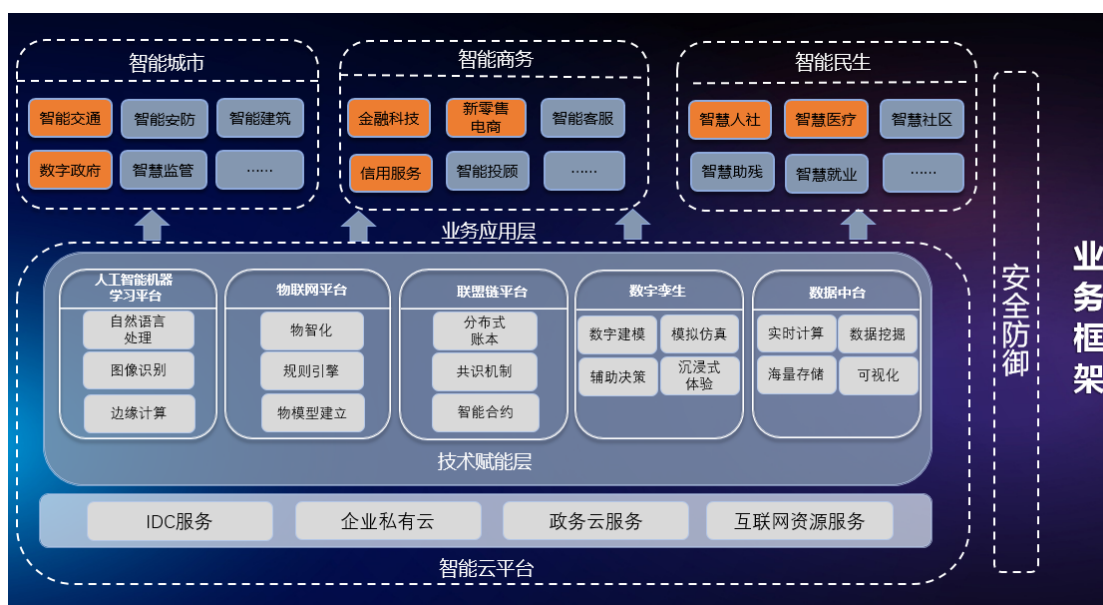 智能城市
智能交通
智能安防
智能建筑
数字政府
智慧监管
……
智能商务
金融科技
新零售
电商
智能客服
信用服务
智能投顾
……
智能民生
智慧人社
智慧医疗
智慧社区
智慧助残
智慧就业
……
业务应用层
人工智能机器
学习平台
自然语言
处理
图像识别
边缘计算
物联网平台
物智化
规则引擎
物模型建立
联盟链平台
分布式
账本
共识机制
智能合约
数字孪生
数字建模
模拟仿真
辅助决策
沉浸式
体验
数据中台
实时计算
数据挖掘
海量存储
可视化
技术赋能层
IDC服务
企业私有云
政务云服务
互联网资源服务
智能云平台
安全防御
业务框架